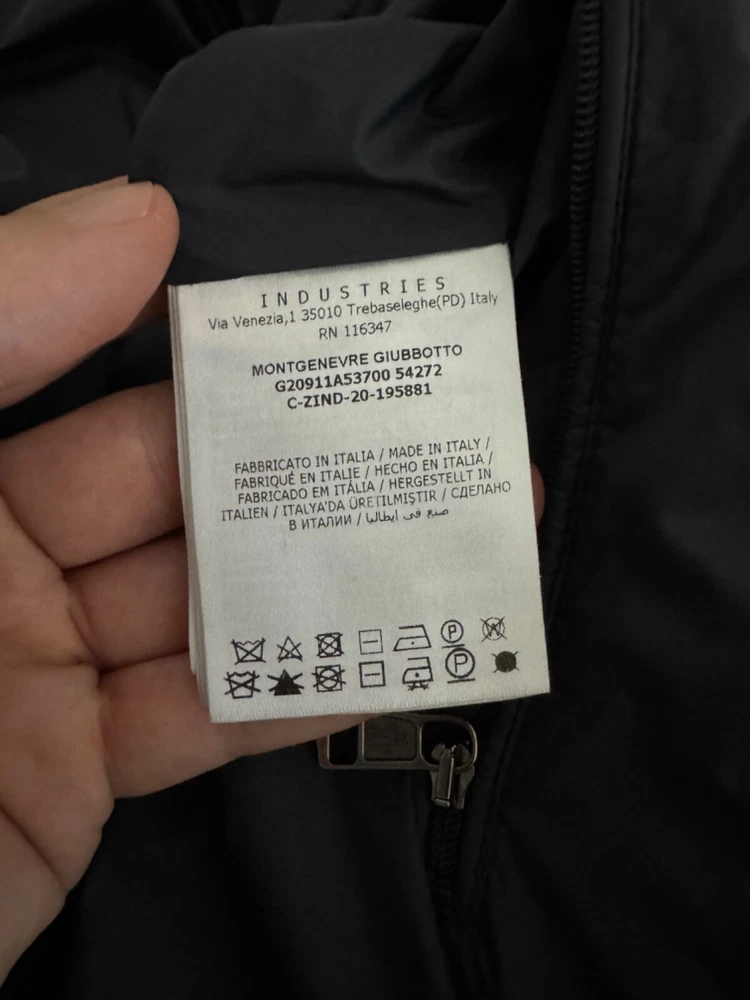 INDUSTRIES
Via Venezia,1 35010 Trebaseleghe(PD) Italy
RN 116347
MONTGENEVRE GIUBBOTTO
G20911A53700 54272
C-ZIND-20-195881
FABBRICATO IN ITALIA / MADE IN ITALY /
FABRIQUÉ EN ITALIE / HECHO EN ITALIA /
FABRICADO EM ITÁLIA / HERGESTELLT IN
ITALIEN / ITALYA'DA ÜRETILMIŞTIR / СДЕЛАНО
В ИТАЛИИ / صنع في ايطاليا
P W
P